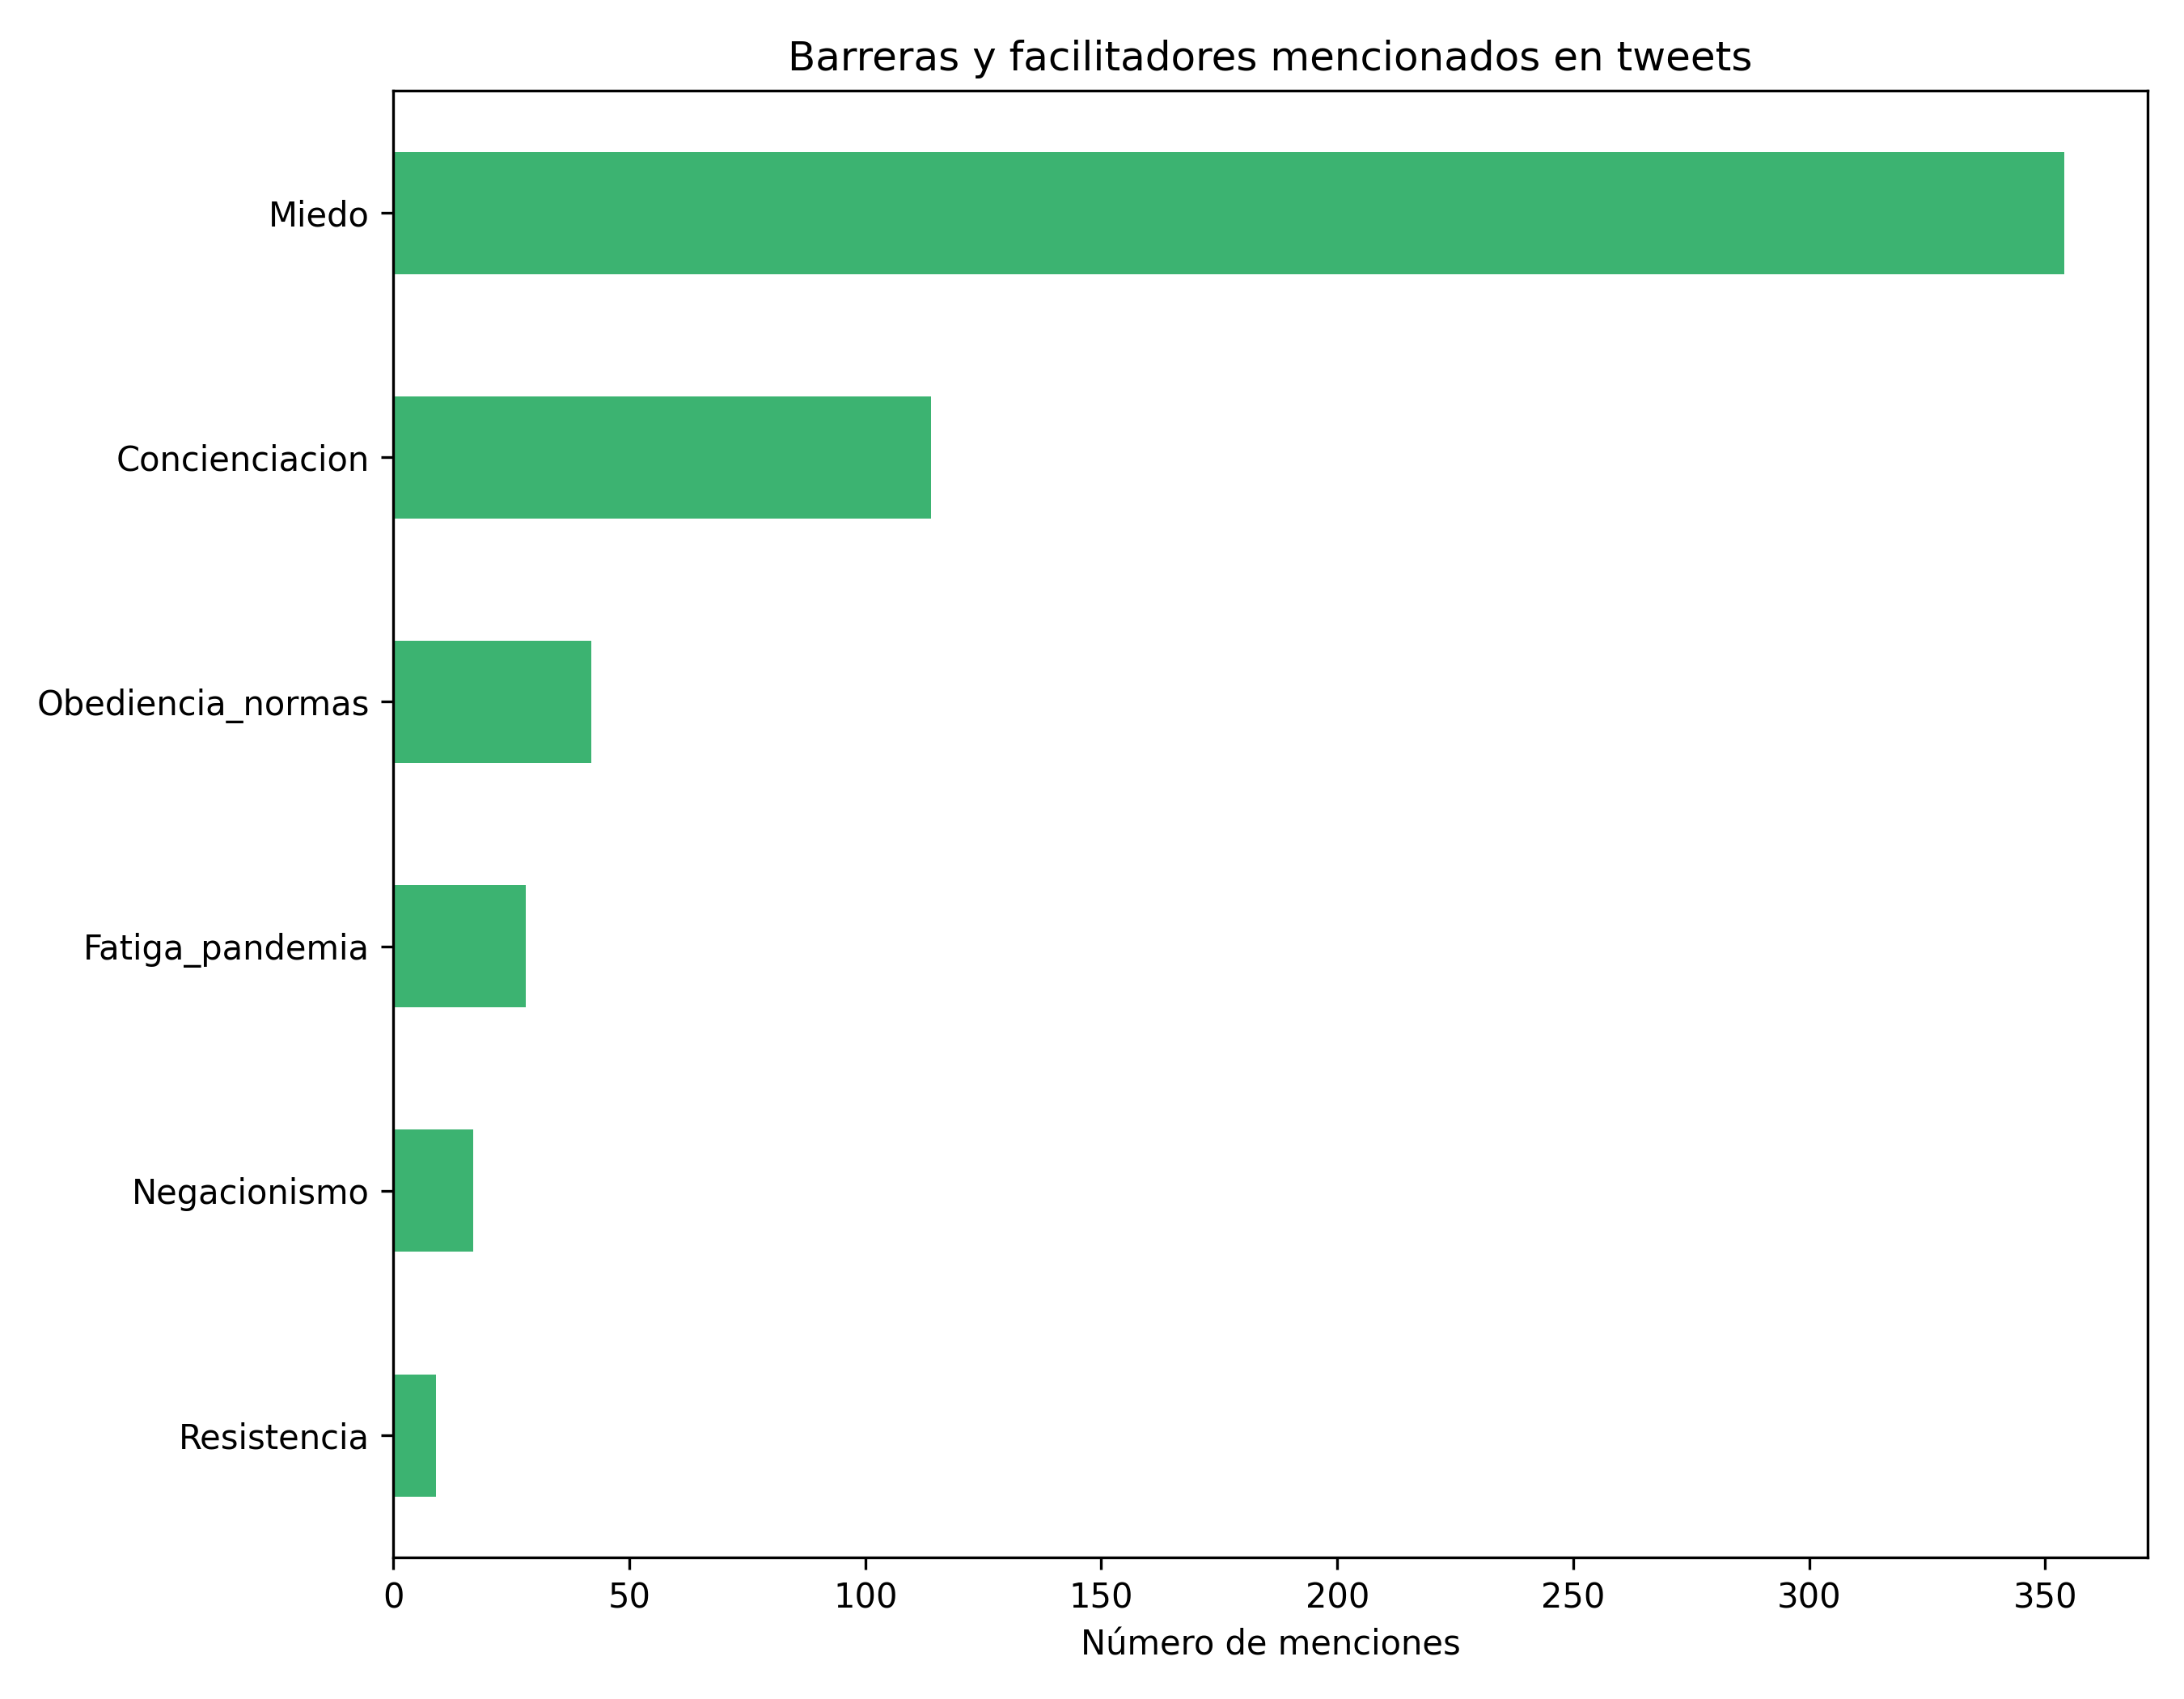 Barreras y facilitadores mencionados en tweets
Miedo
Concienciacion
Obediencia_normas
Fatiga_pandemia
Negacionismo
Resistencia
0 50 100 150 200 250 300 350
Número de menciones